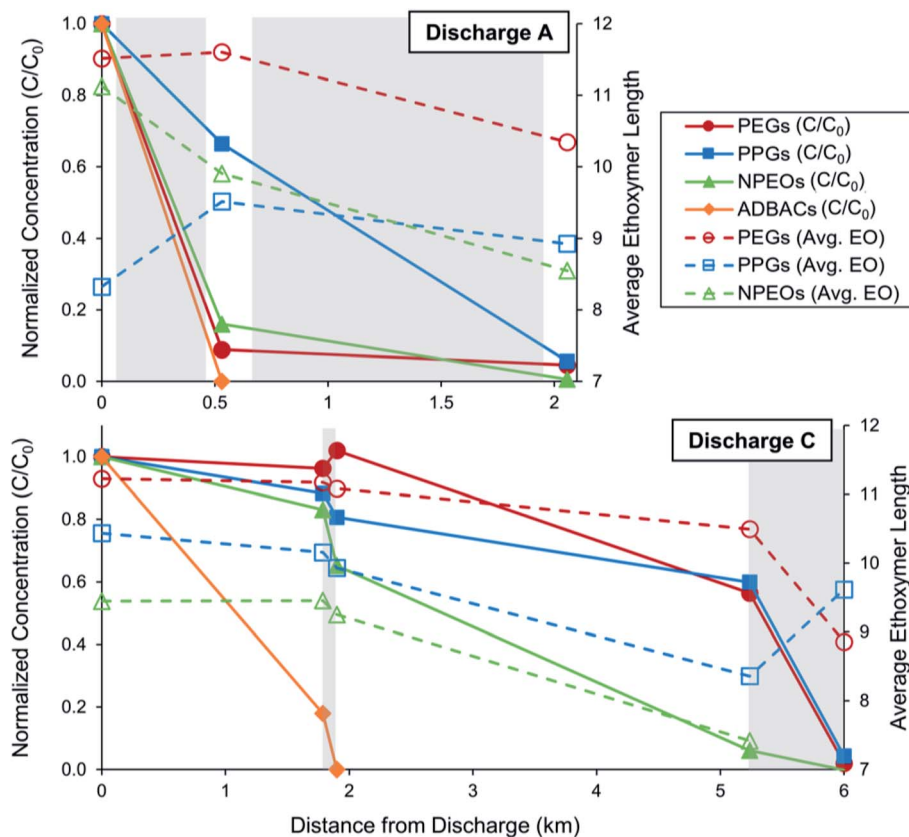 Discharge A
Normalized Concentration (C/C₀)
1.0
0.8
0.6
0.4
0.2
0.0
12
11
10
9
8
7
Average Ethoxymer Length
0
0.5
1
1.5
2
PEGs (C/C₀)
PPGs (C/C₀)
NPEOs (C/C₀)
ADBACs (C/C₀)
PEGs (Avg. EO)
PPGs (Avg. EO)
NPEOs (Avg. EO)
Discharge C
Normalized Concentration (C/C₀)
1.0
0.8
0.6
0.4
0.2
0.0
12
11
10
9
8
7
Average Ethoxymer Length
0
1
2
3
4
5
6
Distance from Discharge (km)